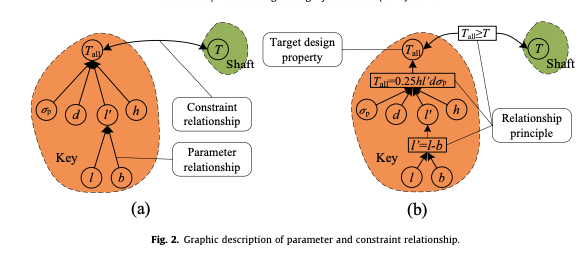 T_all
T
Shaft
σ_p
d
l'
h
Constraint
relationship
Key
Parameter
relationship
l
b
(a)
Target design
property
T_all≥T
T_all
T
Shaft
T_all=0.25hl'dσ_p
σ_p
d
l'
h
Relationship
principle
l'=l-b
Key
l
b
(b)
Fig. 2. Graphic description of parameter and constraint relationship.